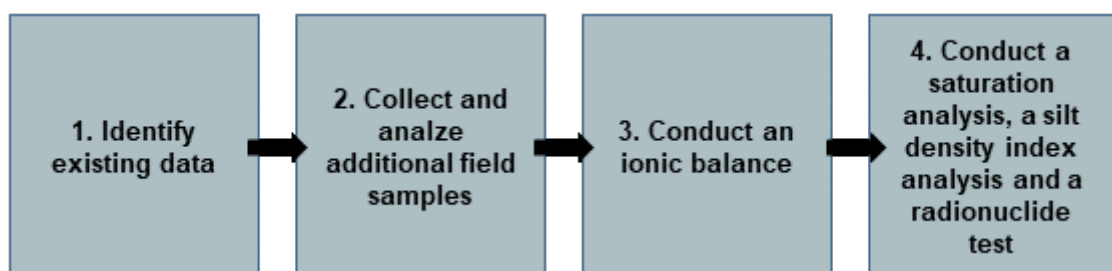 1. Identify
existing data
2. Collect and
analze
additional field
samples
3. Conduct an
ionic balance
4. Conduct a
saturation
analysis, a silt
density index
analysis and a
radionuclide
test